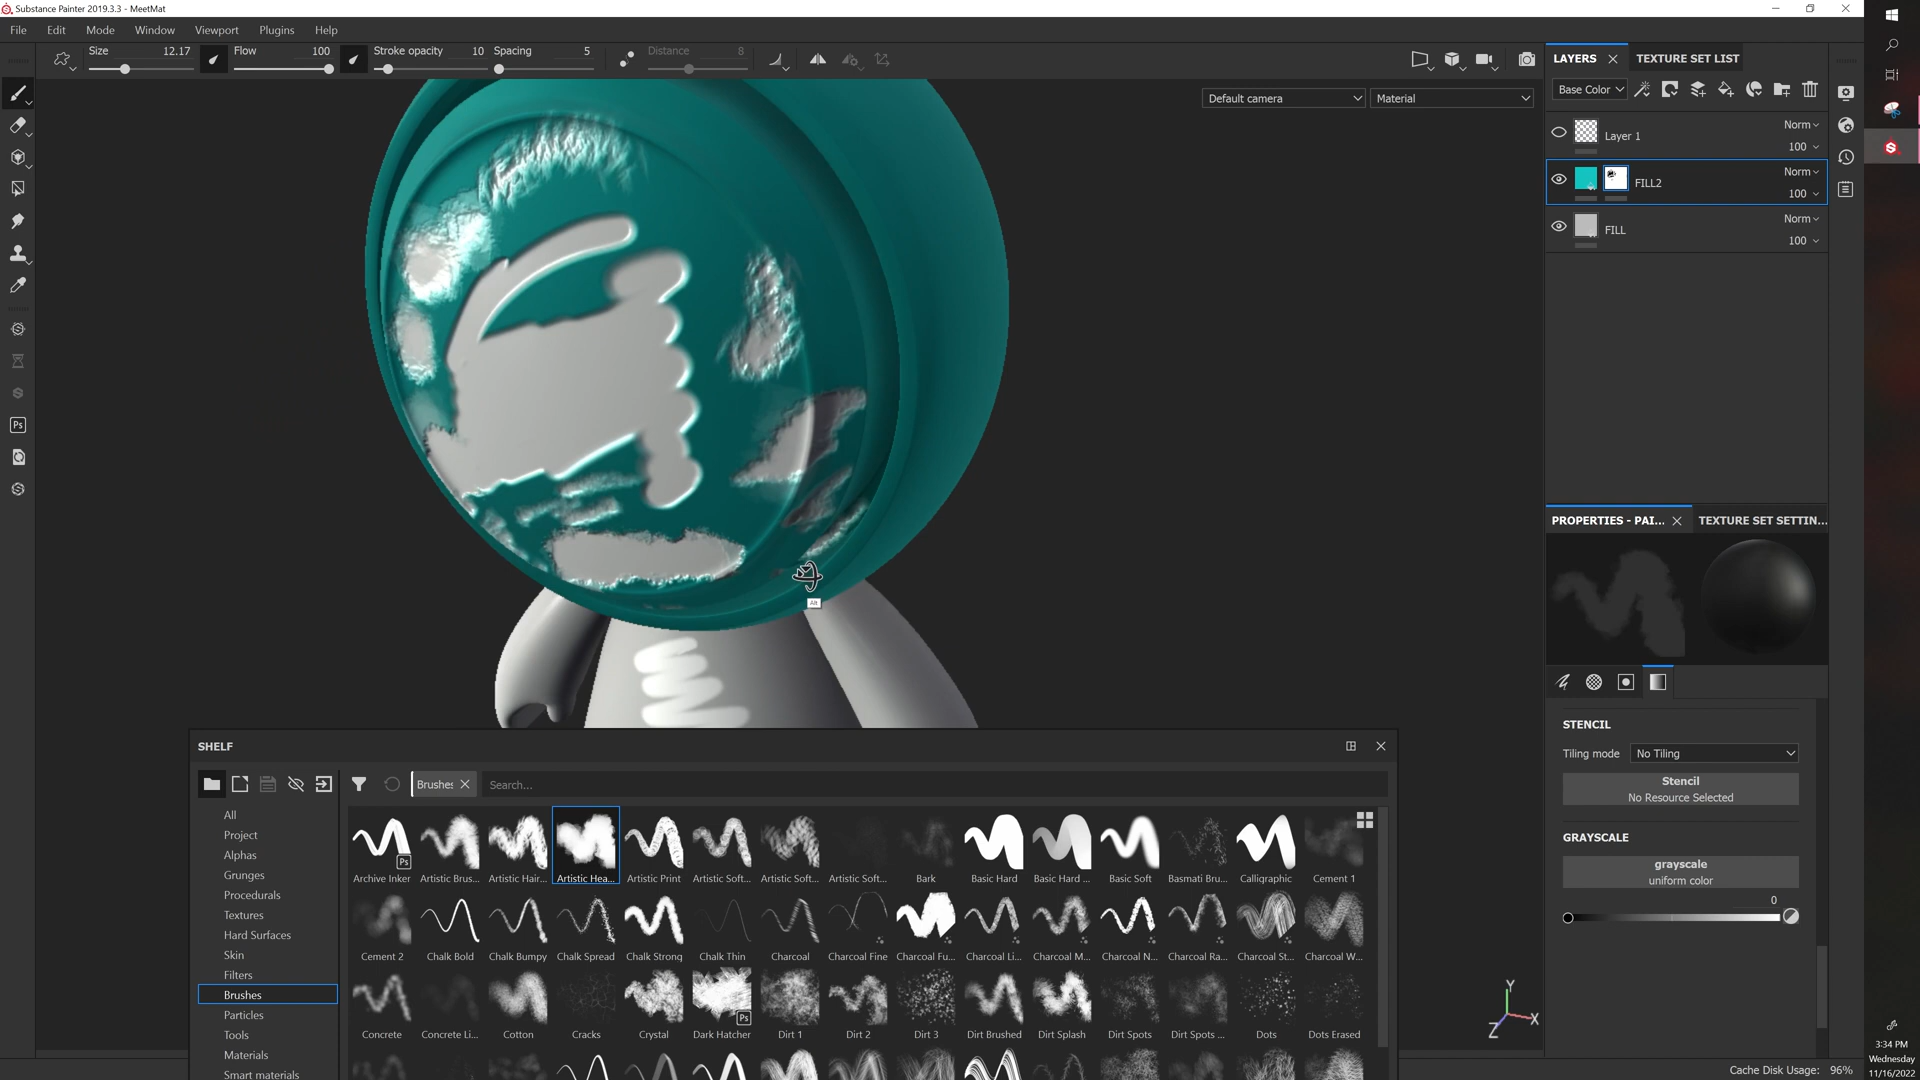 Substance Painter 2019.3.3 - MeetMat
File Edit Mode Window Viewport Plugins Help
Size 12.17 Flow 100 Stroke opacity 10 Spacing 5 Distance 8
Default camera Material
LAYERS TEXTURE SET LIST
Base Color
Layer 1 Norm
100
FILL2 Norm
100
FILL Norm
100
Ps
Alt
PROPERTIES - PAI... TEXTURE SET SETTIN...
STENCIL
Tiling mode No Tiling
Stencil
No Resource Selected
GRAYSCALE
grayscale
uniform color
0
SHELF
Brushes Search...
All
Project
Alphas
Grunges
Procedurals
Textures
Hard Surfaces
Skin
Filters
Brushes
Particles
Tools
Materials
Smart materials
Ps
Archive Inker Artistic Brus... Artistic Hair... Artistic Hea... Artistic Print Artistic Soft... Artistic Soft... Artistic Soft... Bark Basic Hard Basic Hard ... Basic Soft Basmati Bru... Calligraphic Cement 1
Cement 2 Chalk Bold Chalk Bumpy Chalk Spread Chalk Strong Chalk Thin Charcoal Charcoal Fine Charcoal Fu... Charcoal Li... Charcoal M... Charcoal N... Charcoal Ra... Charcoal St... Charcoal W...
Ps
Concrete Concrete Li... Cotton Cracks Crystal Dark Hatcher Dirt 1 Dirt 2 Dirt 3 Dirt Brushed Dirt Splash Dirt Spots Dirt Spots ... Dots Dots Erased
Y
X
Z
Cache Disk Usage: 96%
3:34 PM
Wednesday
11/16/2022